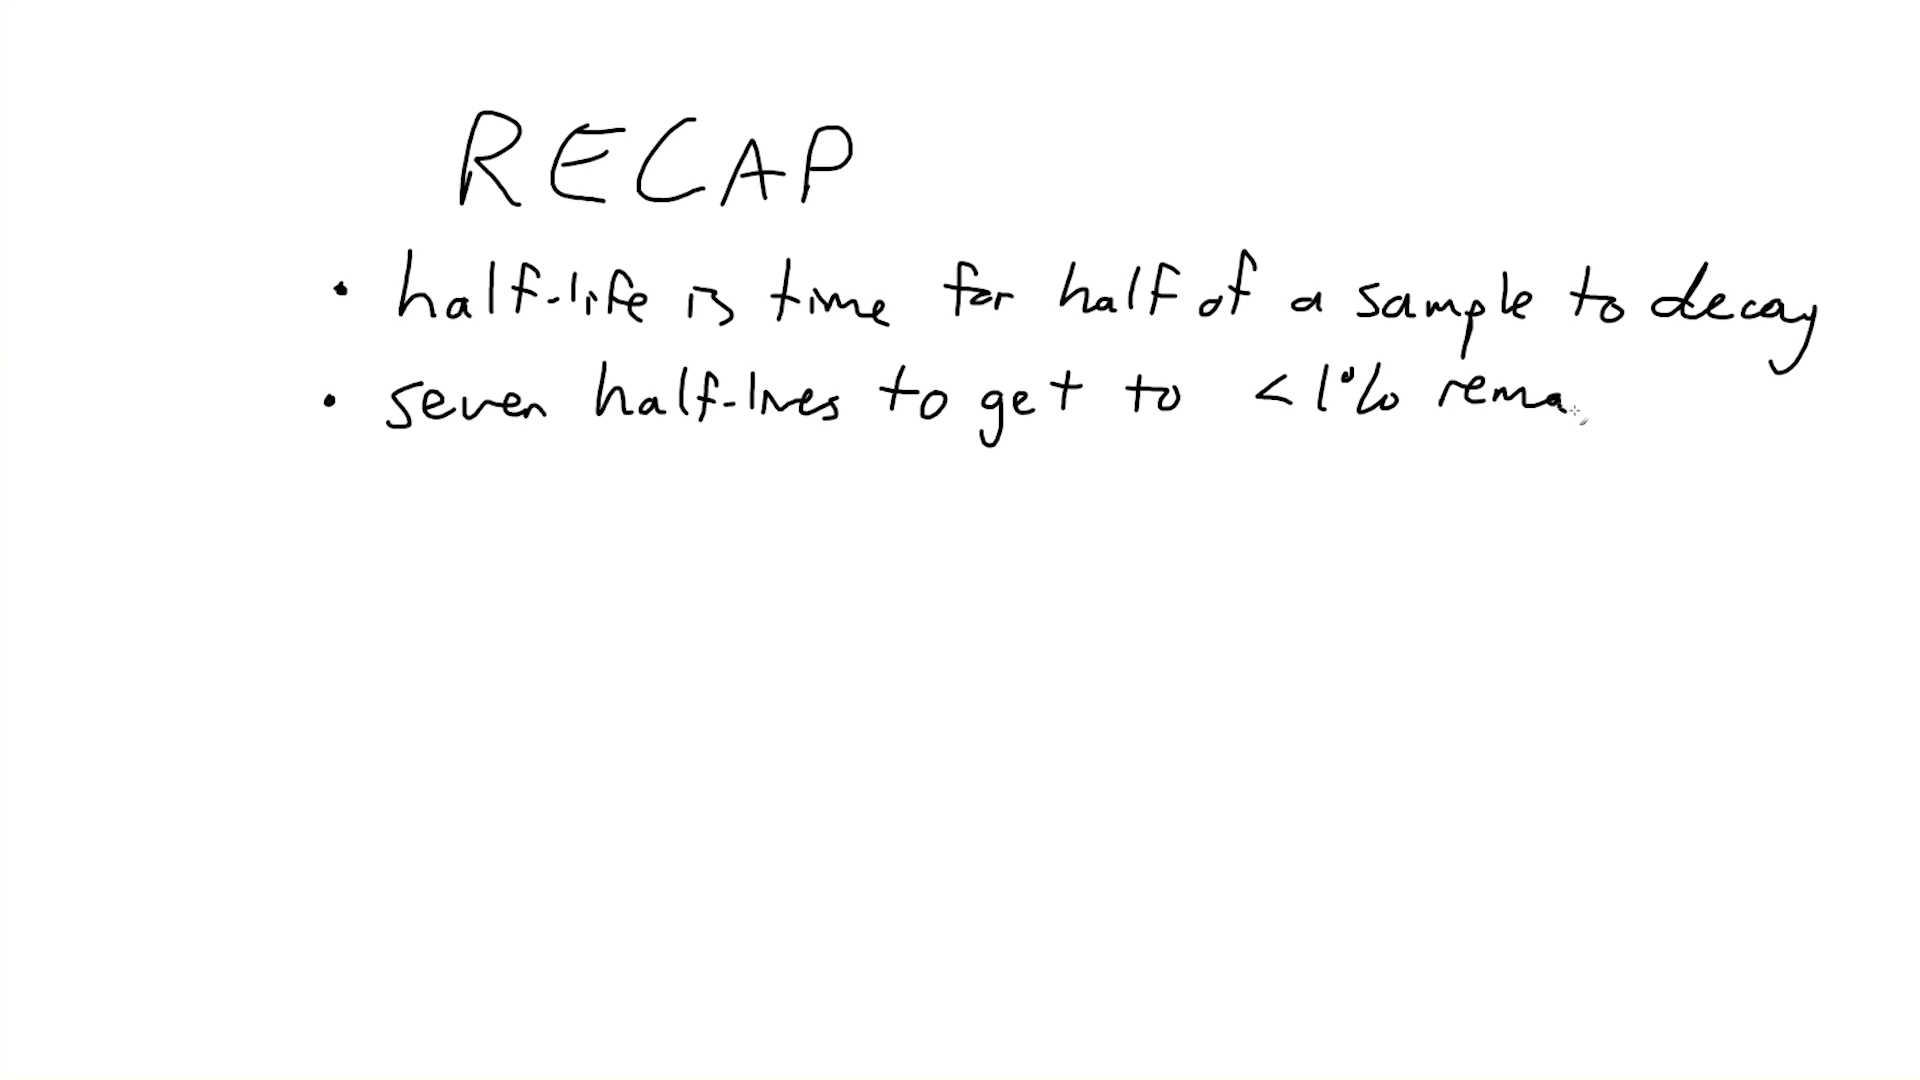 RECAP
• half-life is time for half of a sample to decay
• seven half-lives to get to <1% rema